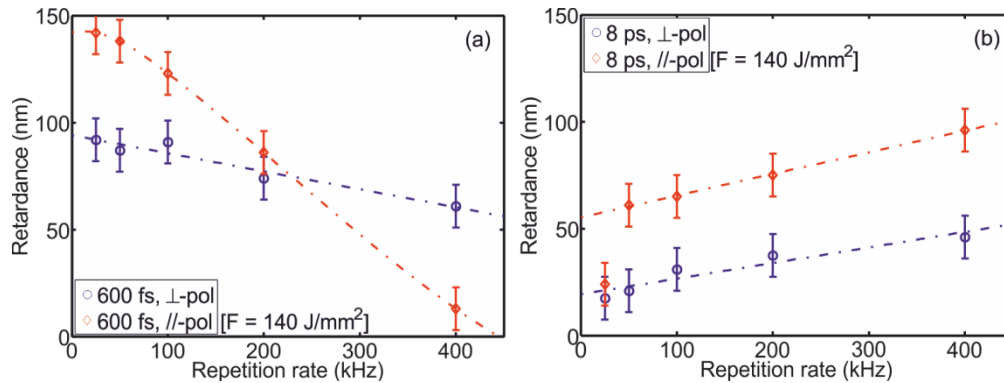 150
100
50
0
Retardance (nm)
(a)
600 fs, ⊥-pol
600 fs, //-pol [F = 140 J/mm²]
0 100 200 300 400
Repetition rate (kHz)
150
100
50
0
Retardance (nm)
8 ps, ⊥-pol
8 ps, //-pol [F = 140 J/mm²]
(b)
0 100 200 300 400
Repetition rate (kHz)